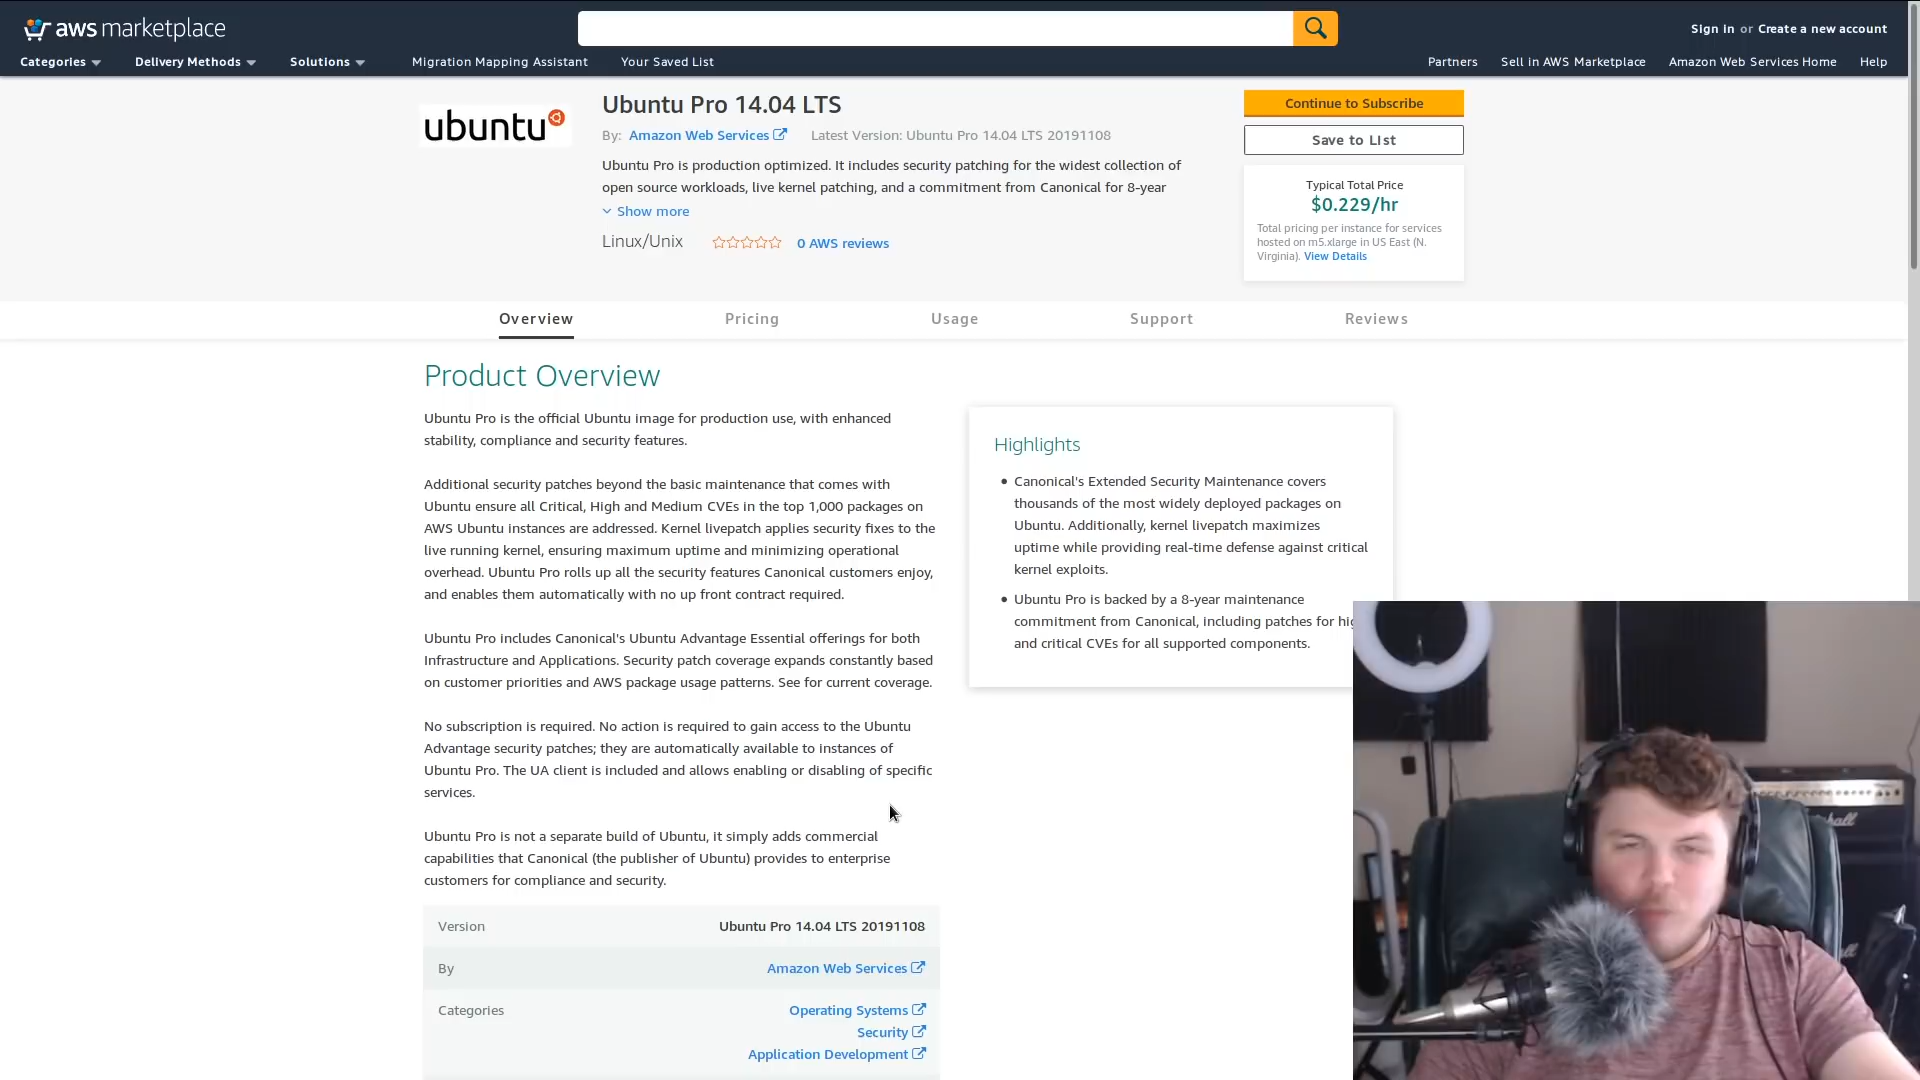 aws marketplace
Sign in or Create a new account
Categories
Delivery Methods
Solutions
Migration Mapping Assistant
Your Saved List
Partners
Sell in AWS Marketplace
Amazon Web Services Home
Help
ubuntu
Ubuntu Pro 14.04 LTS
By: Amazon Web Services Latest Version: Ubuntu Pro 14.04 LTS 20191108
Ubuntu Pro is production optimized. It includes security patching for the widest collection of
open source workloads, live kernel patching, and a commitment from Canonical for 8-year
Show more
Linux/Unix
0 AWS reviews
Continue to Subscribe
Save to List
Typical Total Price
$0.229/hr
Total pricing per instance for services
hosted on m5.xlarge in US East (N.
Virginia). View Details
Overview
Pricing
Usage
Support
Reviews
Product Overview
Ubuntu Pro is the official Ubuntu image for production use, with enhanced
stability, compliance and security features.
Additional security patches beyond the basic maintenance that comes with
Ubuntu ensure all Critical, High and Medium CVEs in the top 1,000 packages on
AWS Ubuntu instances are addressed. Kernel livepatch applies security fixes to the
live running kernel, ensuring maximum uptime and minimizing operational
overhead. Ubuntu Pro rolls up all the security features Canonical customers enjoy,
and enables them automatically with no up front contract required.
Ubuntu Pro includes Canonical's Ubuntu Advantage Essential offerings for both
Infrastructure and Applications. Security patch coverage expands constantly based
on customer priorities and AWS package usage patterns. See for current coverage.
No subscription is required. No action is required to gain access to the Ubuntu
Advantage security patches; they are automatically available to instances of
Ubuntu Pro. The UA client is included and allows enabling or disabling of specific
services.
Ubuntu Pro is not a separate build of Ubuntu, it simply adds commercial
capabilities that Canonical (the publisher of Ubuntu) provides to enterprise
customers for compliance and security.
Highlights
Canonical's Extended Security Maintenance covers
thousands of the most widely deployed packages on
Ubuntu. Additionally, kernel livepatch maximizes
uptime while providing real-time defense against critical
kernel exploits.
Ubuntu Pro is backed by a 8-year maintenance
commitment from Canonical, including patches for
and critical CVEs for all supported components.
Version Ubuntu Pro 14.04 LTS 20191108
By Amazon Web Services
Categories Operating Systems
Security
Application Development